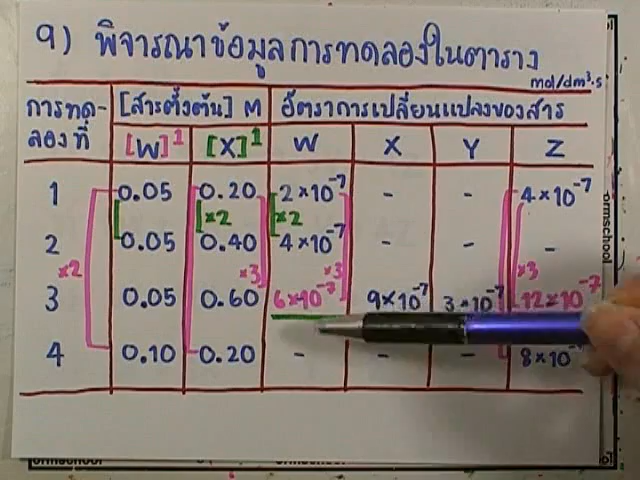 9) พิจารณาข้อมูลการทดลองในตาราง
mol/dm³·s
การทด- [สารตั้งต้น] M อัตราการเปลี่ยนแปลงของสาร
ลองที่ [W]¹ [X]¹ W X Y Z
1 0.05 0.20 2×10⁻⁷ - - 4×10⁻⁷
×2 ×2
2 0.05 0.40 4×10⁻⁷ - - -
×2 ×3 ×3 ×3
3 0.05 0.60 6×10⁻⁷ 9×10⁻⁷ 3×10⁻⁷ 12×10⁻⁷
4 0.10 0.20 - - - 8×10⁻
ormschool
ormschool
ormschool